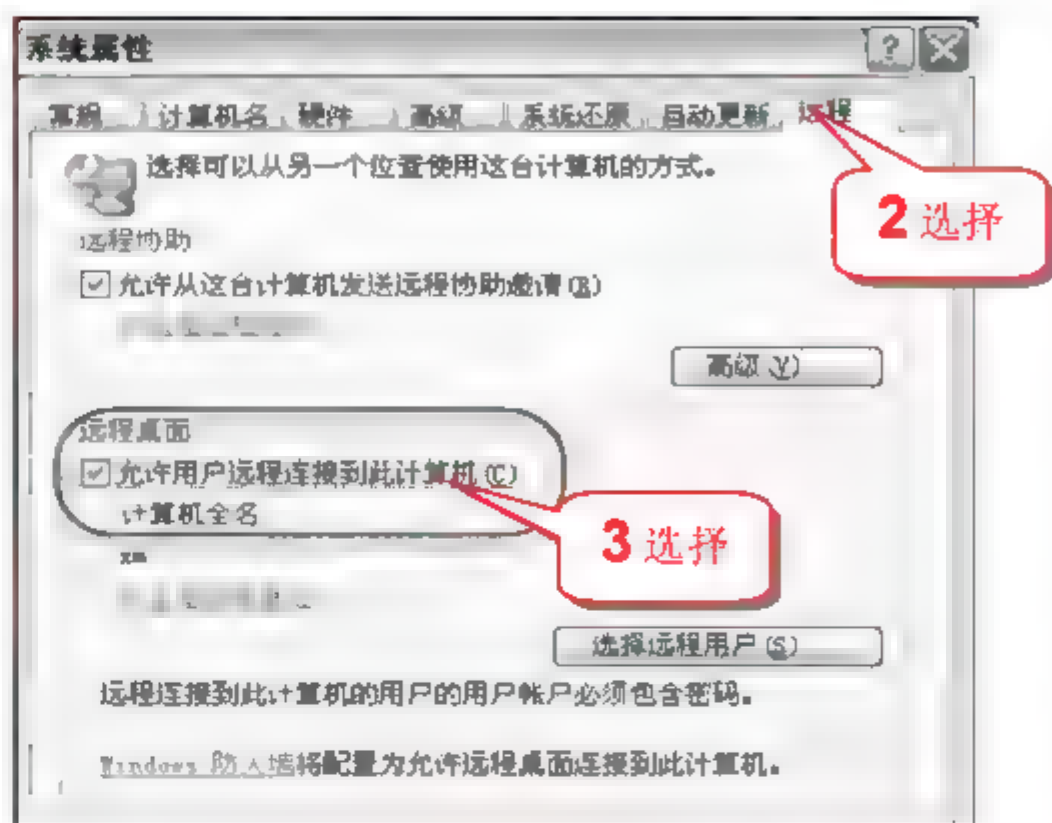 系统属性
常规 计算机名 硬件 高级 系统还原 自动更新 远程
选择可以从另一个位置使用这台计算机的方式。
2 选择
远程协助
允许从这台计算机发送远程协助邀请(R)
高级(V)
远程桌面
允许用户远程连接到此计算机(C)
计算机全名
3 选择
xm
选择远程用户(S)
远程连接到此计算机的用户的用户帐户必须包含密码。
Windows 防火墙将配置为允许远程桌面连接到此计算机。